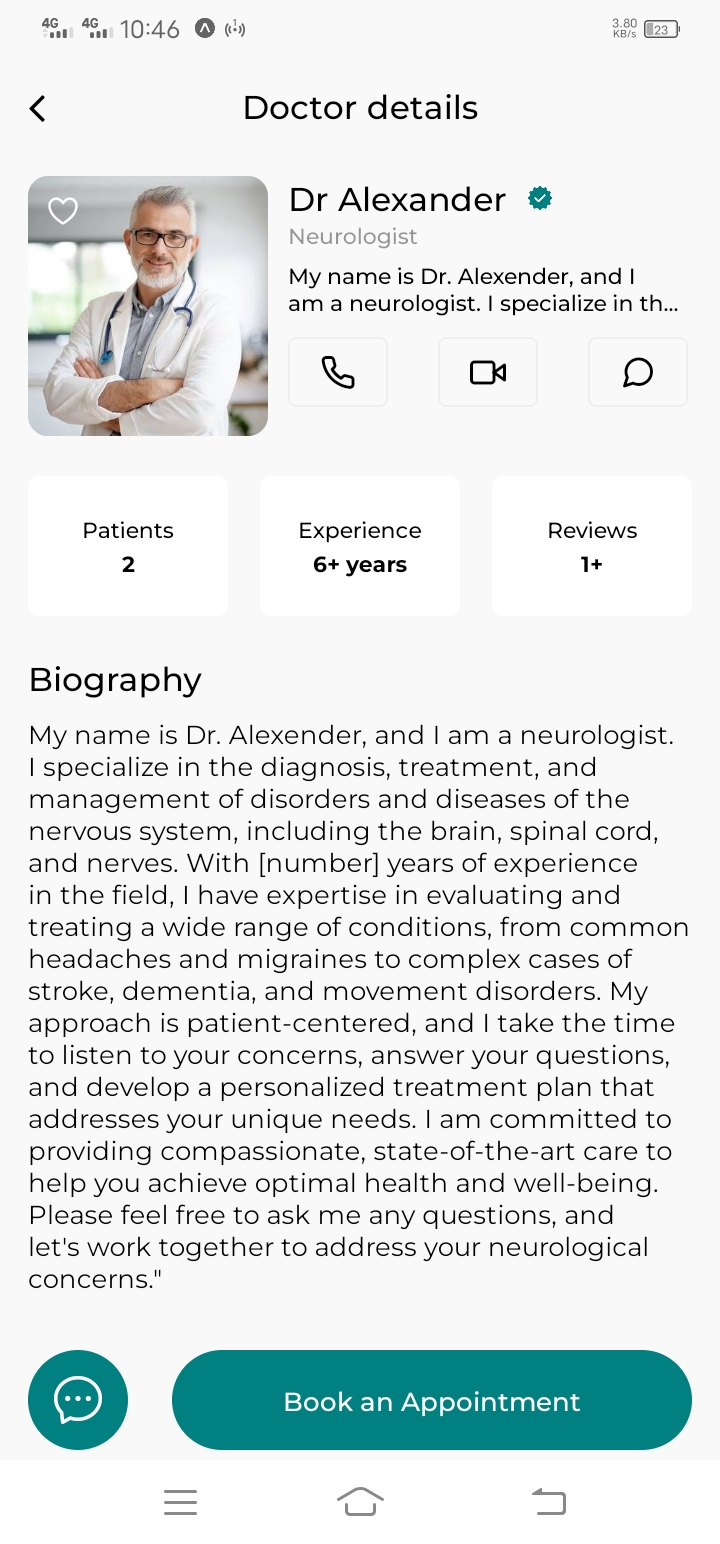 4G 4G 10:46 3.80 KB/s 23
Doctor details
Dr Alexander
Neurologist
My name is Dr. Alexender, and I
am a neurologist. I specialize in th...
Patients Experience Reviews
2 6+ years 1+
Biography
My name is Dr. Alexender, and I am a neurologist.
I specialize in the diagnosis, treatment, and
management of disorders and diseases of the
nervous system, including the brain, spinal cord,
and nerves. With [number] years of experience
in the field, I have expertise in evaluating and
treating a wide range of conditions, from common
headaches and migraines to complex cases of
stroke, dementia, and movement disorders. My
approach is patient-centered, and I take the time
to listen to your concerns, answer your questions,
and develop a personalized treatment plan that
addresses your unique needs. I am committed to
providing compassionate, state-of-the-art care to
help you achieve optimal health and well-being.
Please feel free to ask me any questions, and
let's work together to address your neurological
concerns."
Book an Appointment